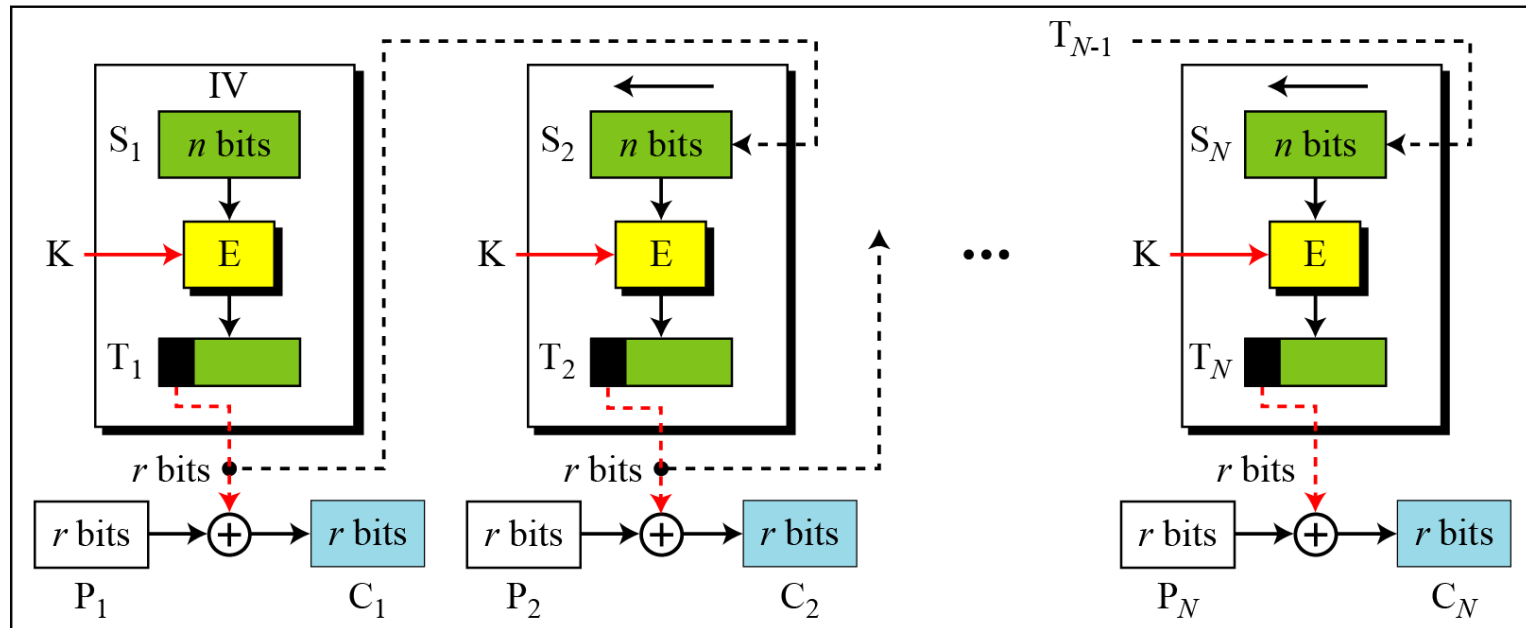 T_{N-1}
IV
S_1 n bits S_2 n bits S_N n bits
K E K E ... K E
T_1 T_2 T_N
r bits r bits r bits
r bits r bits r bits r bits r bits r bits
P_1 C_1 P_2 C_2 P_N C_N